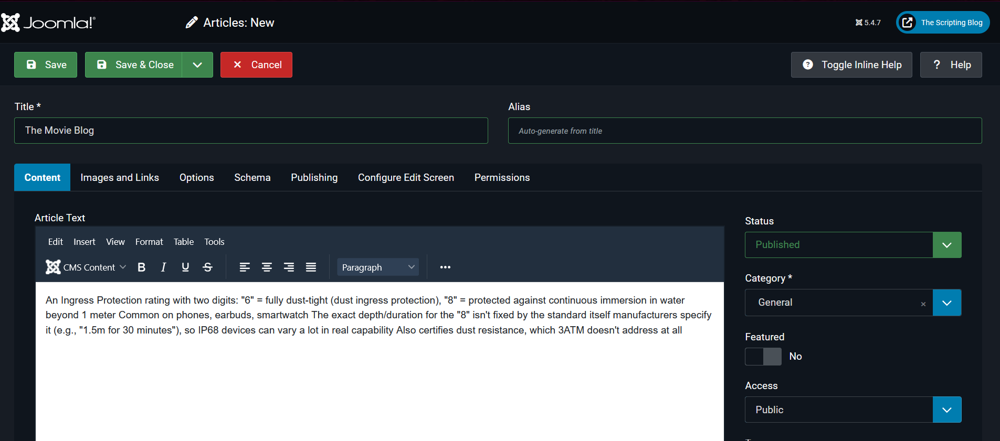 Joomla!®
Articles: New
5.4.7
The Scripting Blog
Save
Save & Close
Cancel
Toggle Inline Help
Help
Title *
Alias
The Movie Blog
Auto-generate from title
Content
Images and Links
Options
Schema
Publishing
Configure Edit Screen
Permissions
Article Text
Edit Insert View Format Table Tools
CMS Content B I U S Paragraph
An Ingress Protection rating with two digits: "6" = fully dust-tight (dust ingress protection), "8" = protected against continuous immersion in water
beyond 1 meter Common on phones, earbuds, smartwatch The exact depth/duration for the "8" isn't fixed by the standard itself manufacturers specify
it (e.g., "1.5m for 30 minutes"), so IP68 devices can vary a lot in real capability Also certifies dust resistance, which 3ATM doesn't address at all
Status
Published
Category *
General
Featured
No
Access
Public